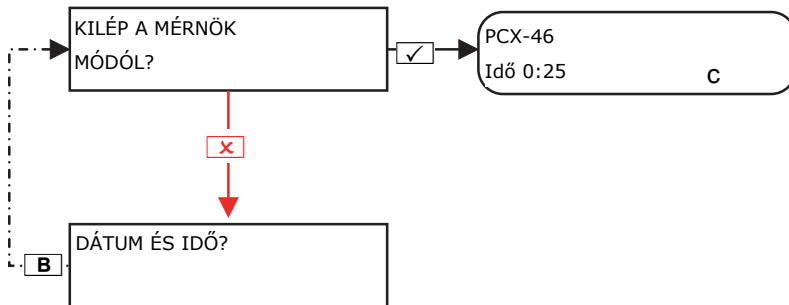 KILÉP A MÉRNÖK
MÓDÓL?
✓
PCX-46
Idő 0:25 C
x
DÁTUM ÉS IDŐ?
B